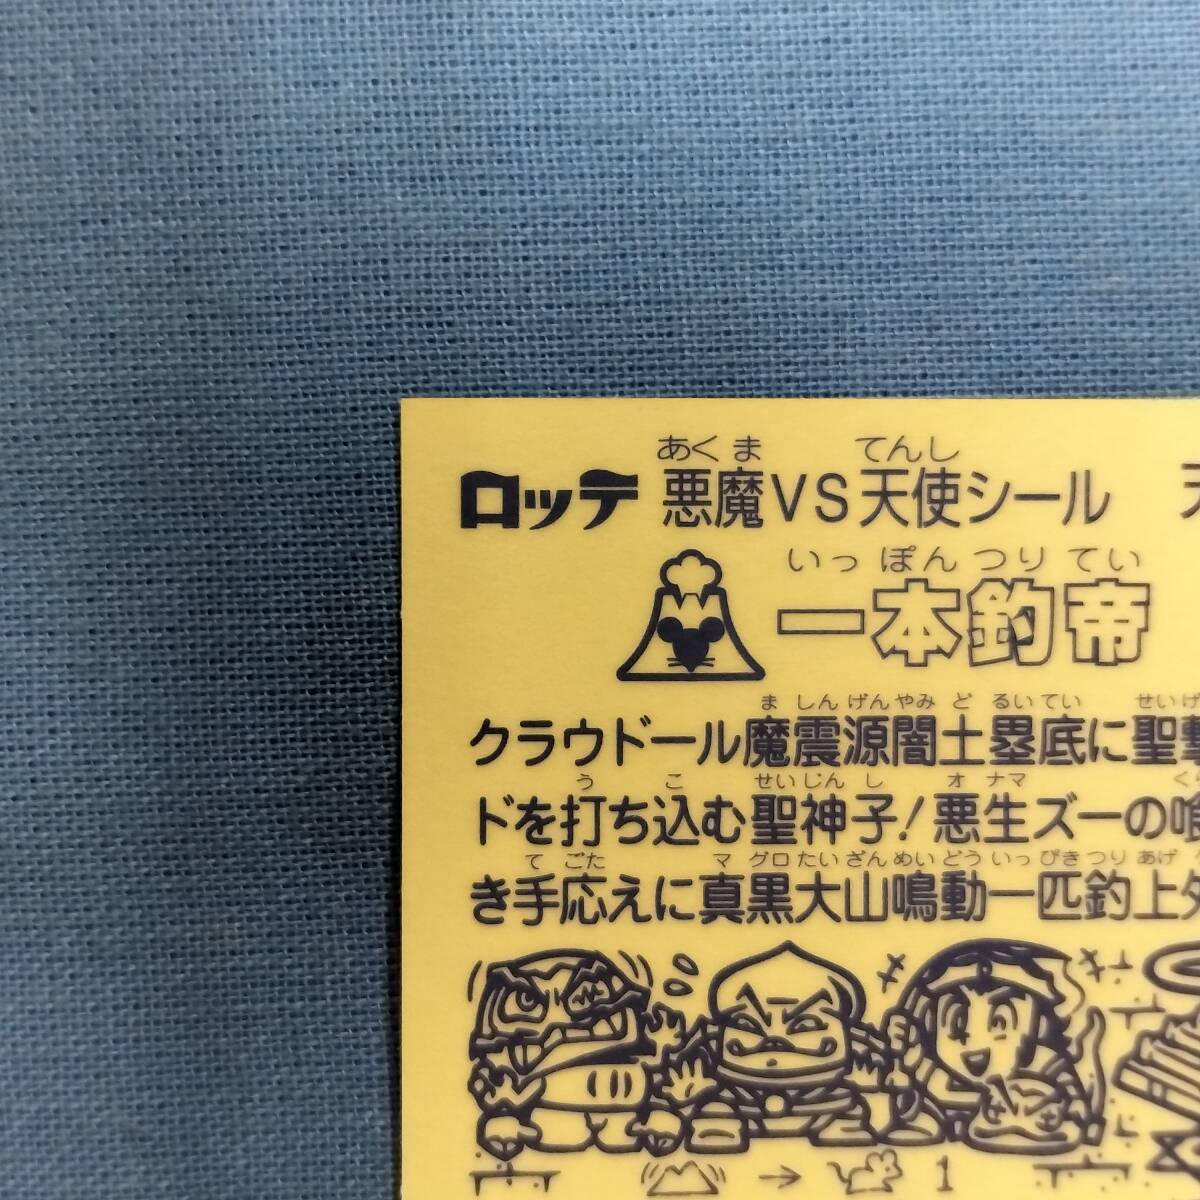 あくま てんし
ロッテ 悪魔VS天使シール
いっぽんつりてい
一本釣帝
ましんげんやみどるいてい せいげ
クラウドール魔震源闇土塁底に聖
うこ せいじんし オナマ く
ドを打ち込む聖神子!悪生ズーの喰
てごた マグロたいざんめいどういっぴきつりあげ
き手応えに真黒大山鳴動一匹釣上
→ 1